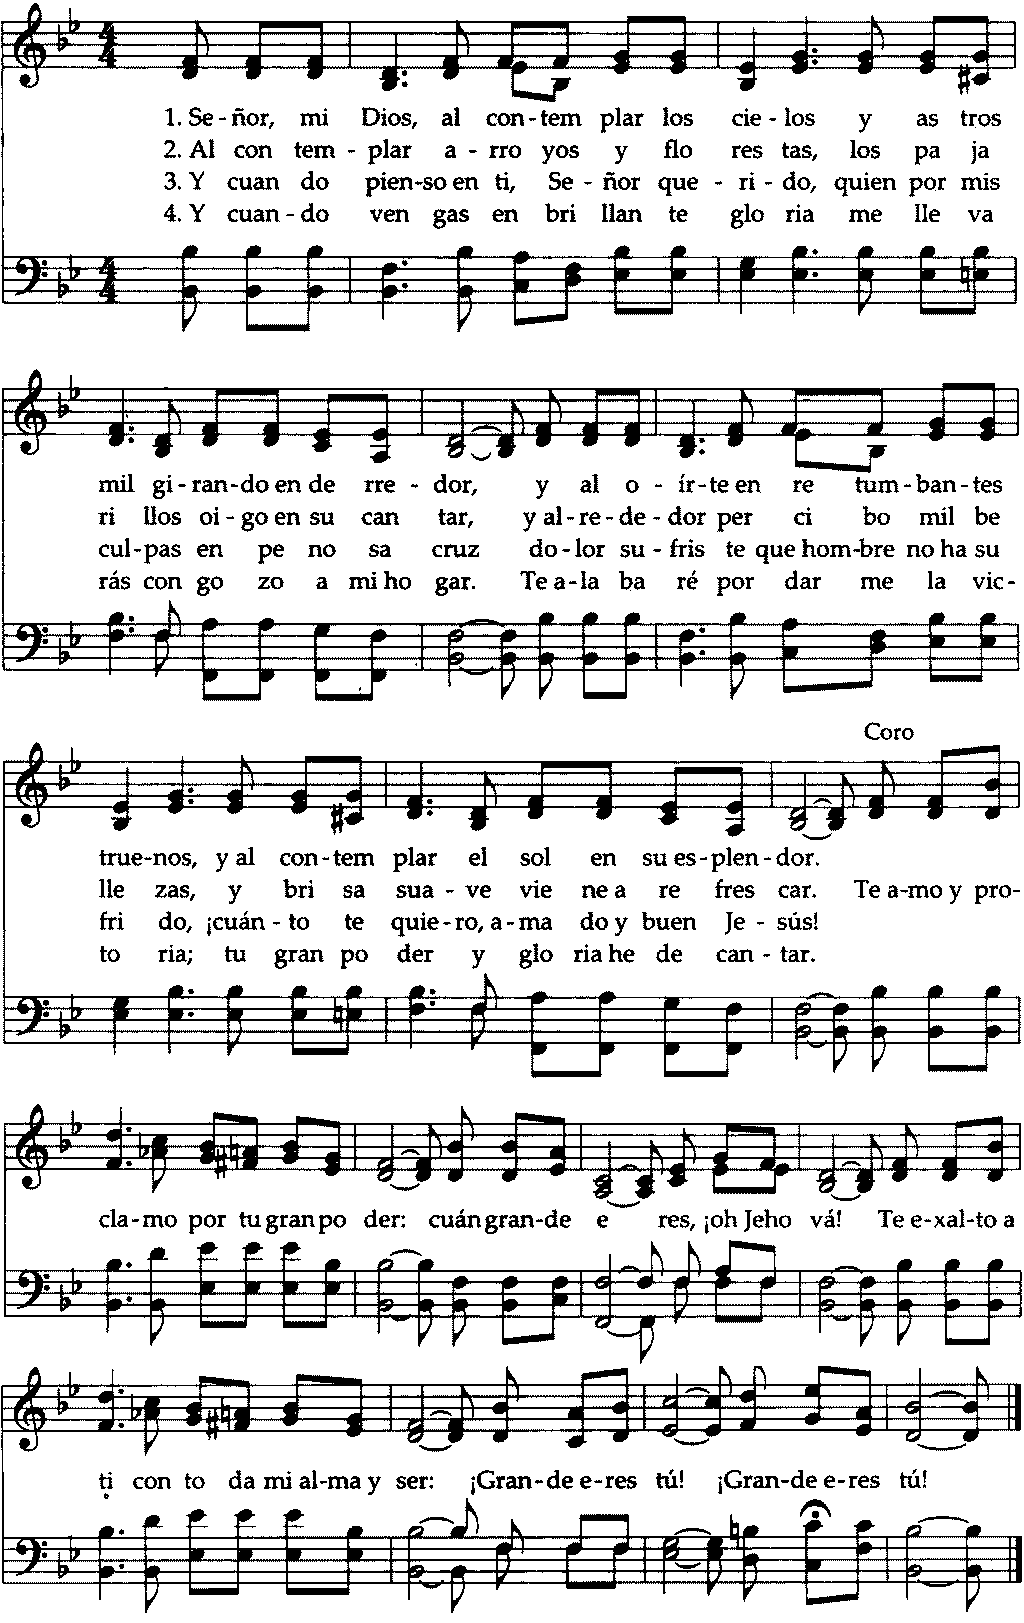 1. Se-ñor, mi Dios, al con-tem plar los cie-los y as tros
2. Al con tem-plar a-rro yos y flo res tas, los pa ja
3. Y cuan do pien-so en ti, Se-ñor que-ri-do, quien por mis
4. Y cuan-do ven gas en bri llan te glo ria me lle va
mil gi-ran-do en de rre-dor, y al o-ír-te en re tum-ban-tes
ri llos oi-go en su can tar, y al-re-de-dor per ci bo mil be
cul-pas en pe no sa cruz do-lor su-fris te que hom-bre no ha su
rás con go zo a mi ho gar. Te a-la ba ré por dar me la vic-
Coro
true-nos, y al con-tem plar el sol en su es-plen-dor.
lle zas, y bri sa sua-ve vie ne a re fres car. Te a-mo y pro-
fri do, ¡cuán-to te quie-ro, a-ma do y buen Je-sús!
to ria; tu gran po der y glo ria he de can-tar.
cla-mo por tu gran po der: cuán gran-de e res, ¡oh Jeho vá! Te e-xal-to a
ti con to da mi al-ma y ser: ¡Gran-de e-res tú! ¡Gran-de e-res tú!